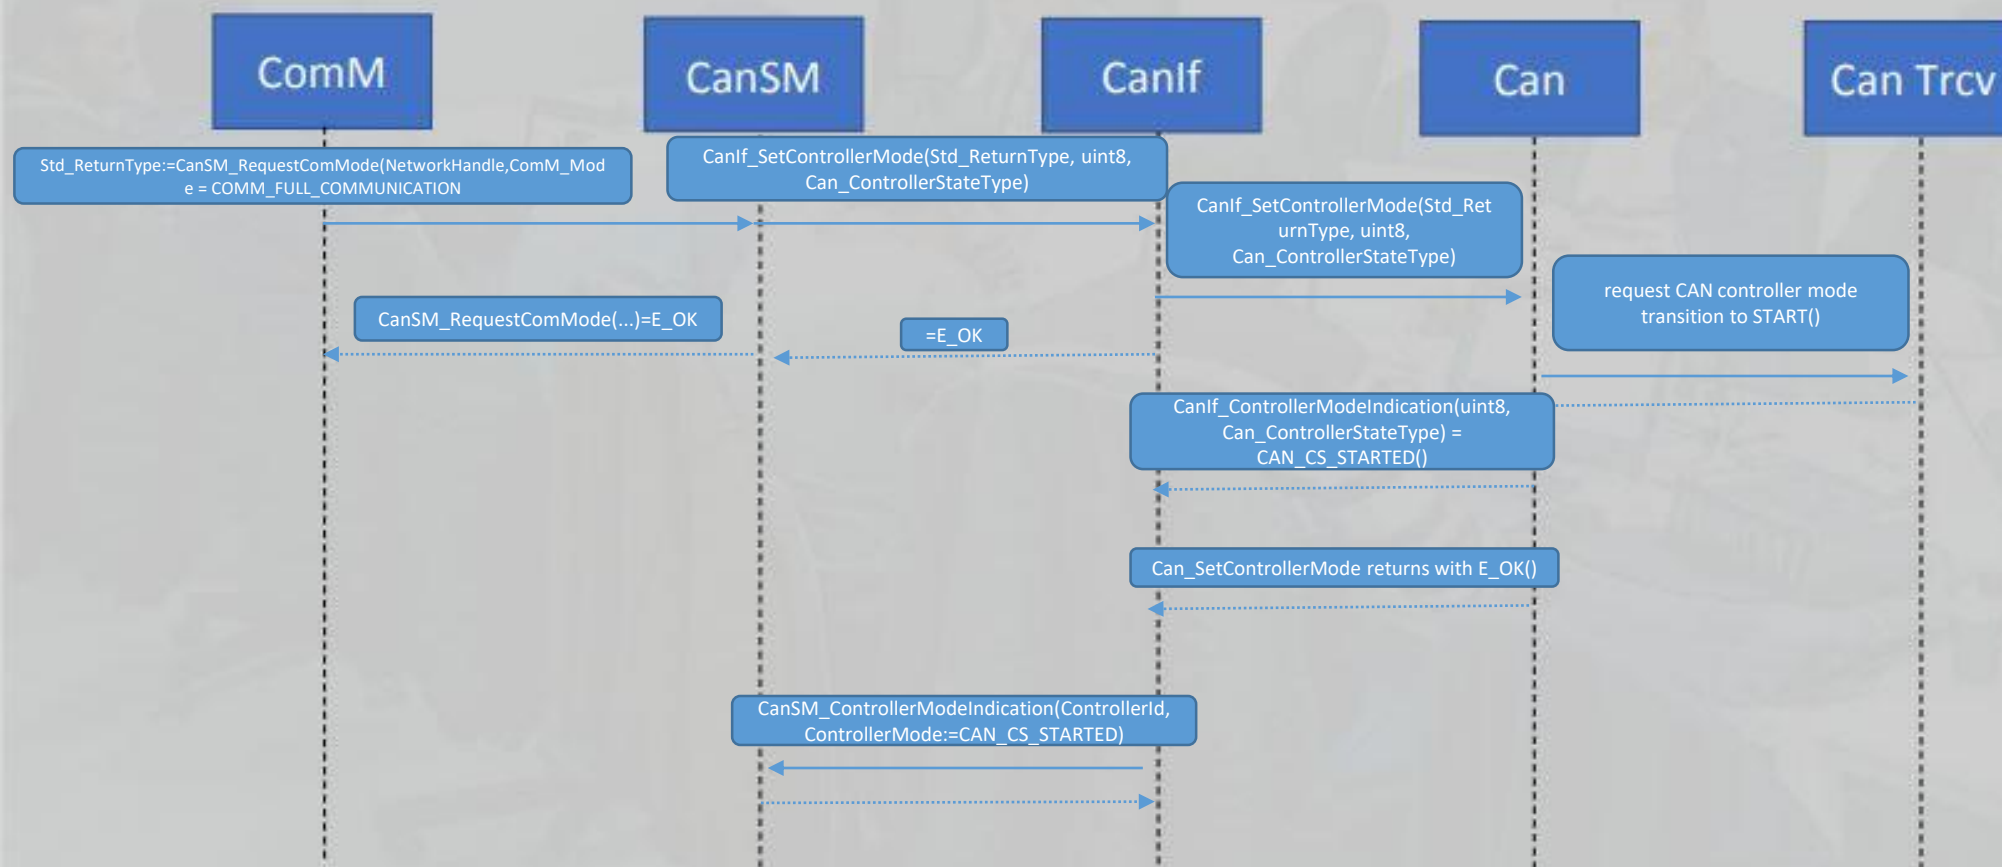 ComM
CanSM
CanIf
Can
Can Trcv
Std_ReturnType:=CanSM_RequestComMode(NetworkHandle,ComM_Mod
e = COMM_FULL_COMMUNICATION
CanIf_SetControllerMode(Std_ReturnType, uint8,
Can_ControllerStateType)
CanIf_SetControllerMode(Std_Ret
urnType, uint8,
Can_ControllerStateType)
request CAN controller mode
transition to START()
CanSM_RequestComMode(...)=E_OK
=E_OK
CanIf_ControllerModeIndication(uint8,
Can_ControllerStateType) =
CAN_CS_STARTED()
Can_SetControllerMode returns with E_OK()
CanSM_ControllerModeIndication(ControllerId,
ControllerMode:=CAN_CS_STARTED)